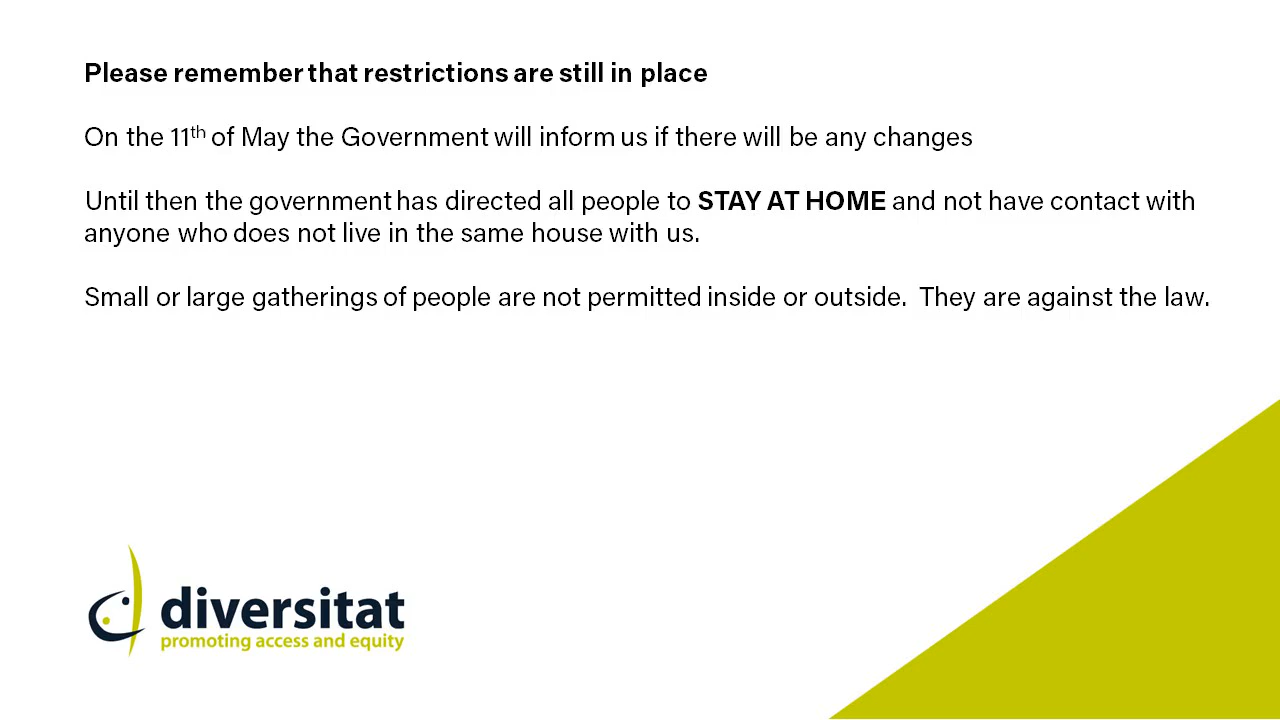 Please remember that restrictions are still in place
On the 11th of May the Government will inform us if there will be any changes
Until then the government has directed all people to STAY AT HOME and not have contact with
anyone who does not live in the same house with us.
Small or large gatherings of people are not permitted inside or outside.  They are against the law.
diversitat
promoting access and equity